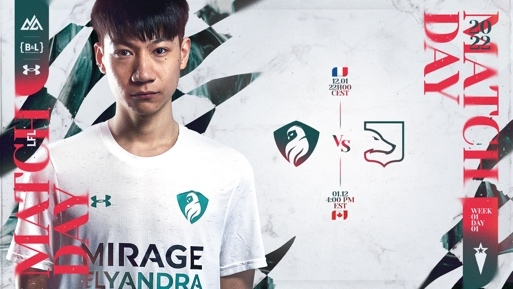 {B&L}
LFL
MATCH
DAY
MIRAGE
ELYANDRA
12.01
22H00
CEST
VS
01.12
4:00 PM
EST
2022
MATCH
DAY
WEEK
01
DAY
01